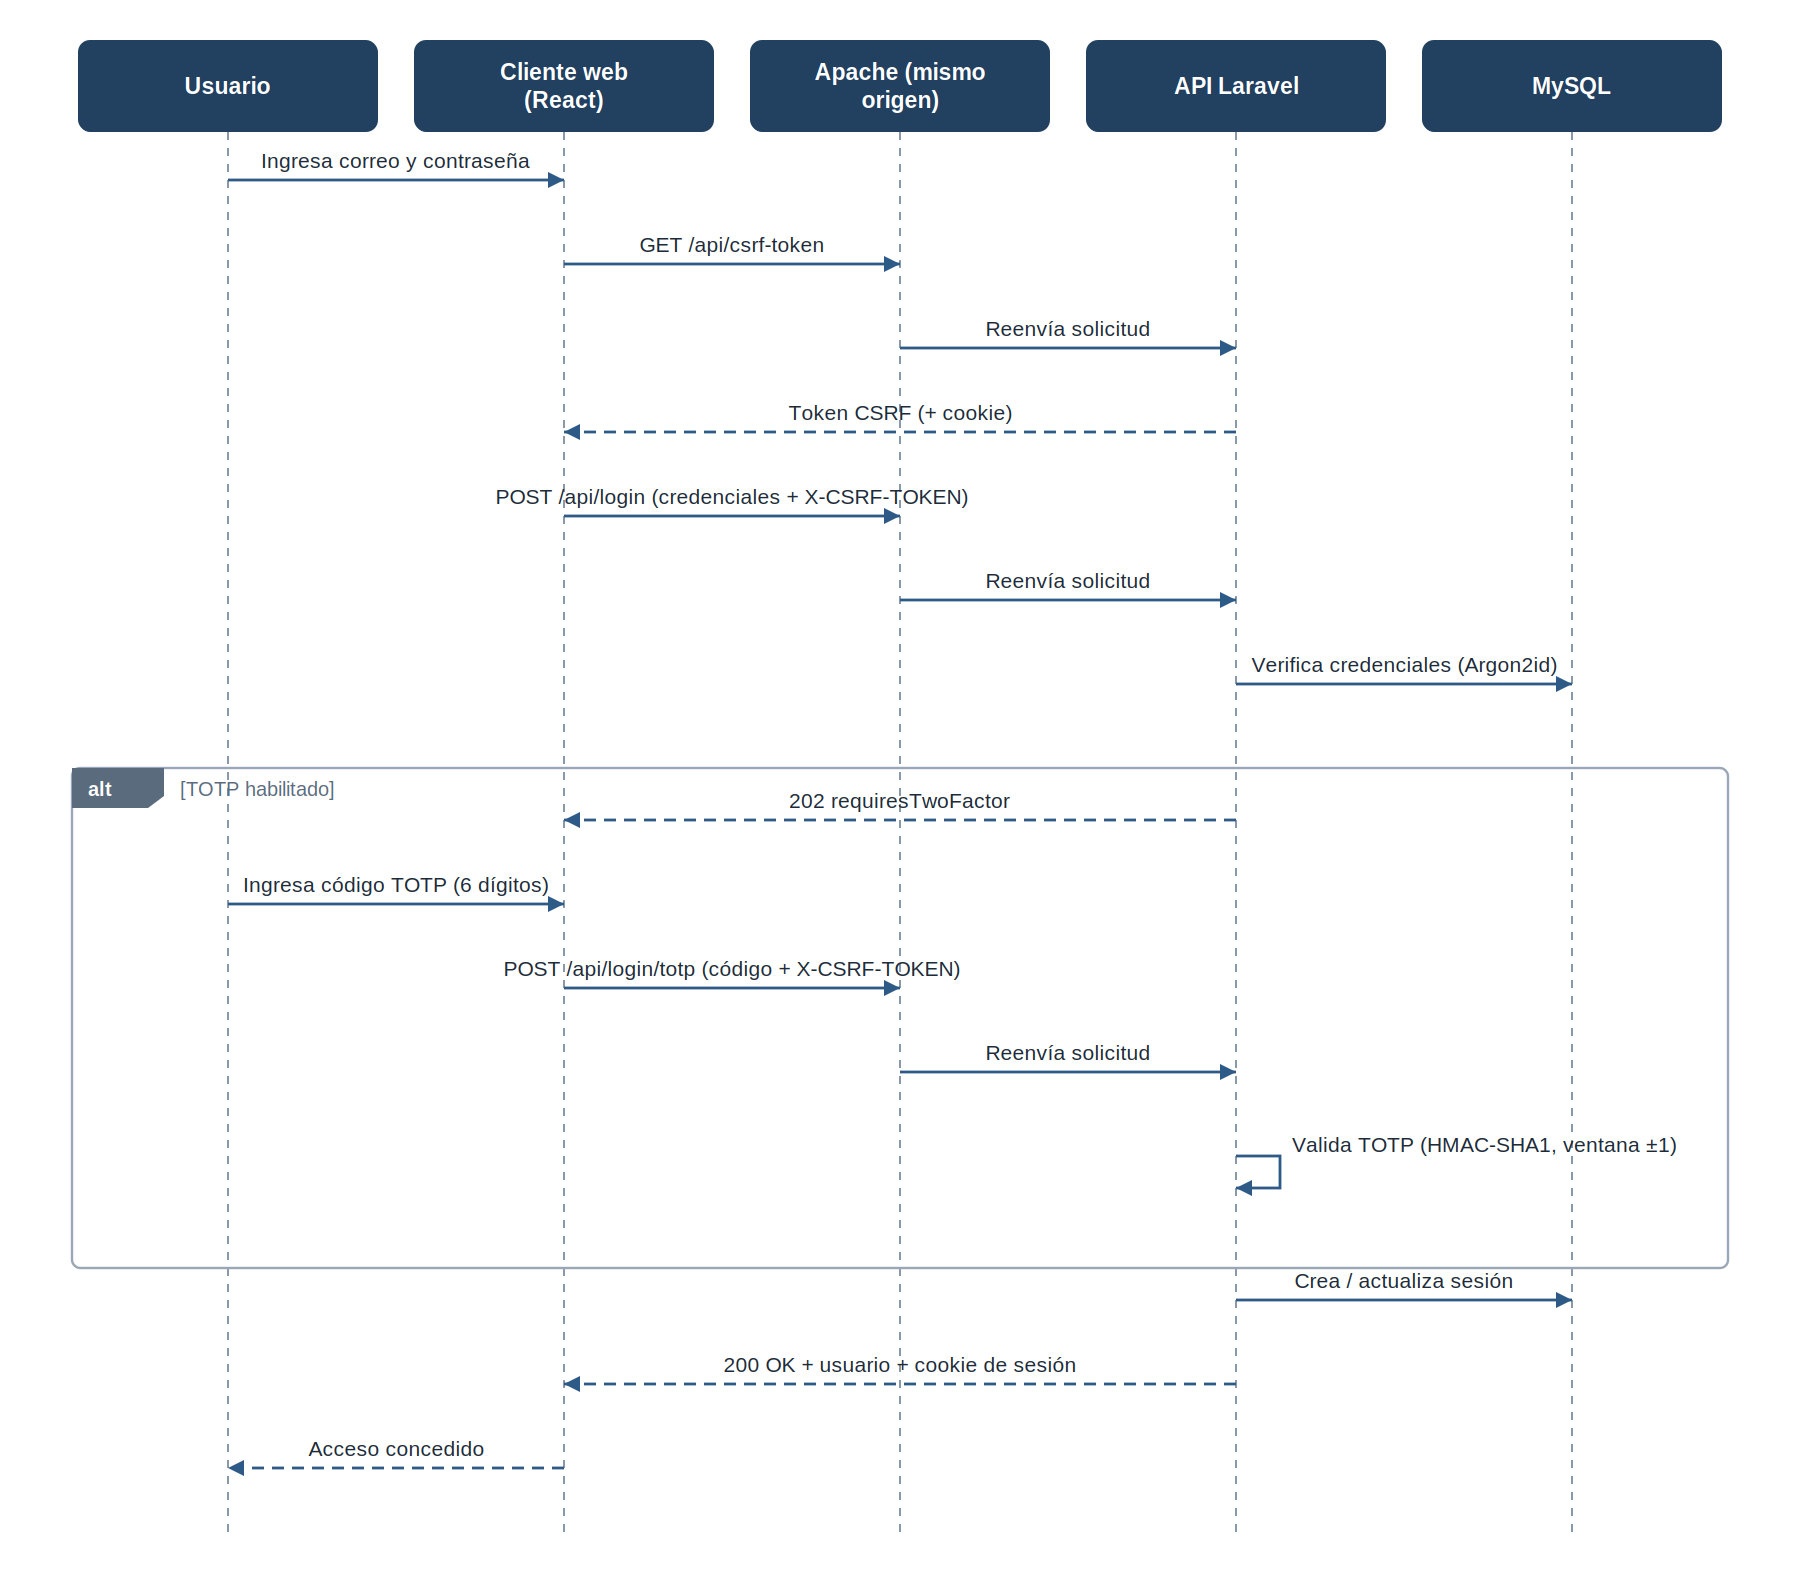 Usuario
Cliente web
(React)
Apache (mismo
origen)
API Laravel
MySQL
Ingresa correo y contraseña
GET /api/csrf-token
Reenvía solicitud
Token CSRF (+ cookie)
POST /api/login (credenciales + X-CSRF-TOKEN)
Reenvía solicitud
Verifica credenciales (Argon2id)
alt
[TOTP habilitado]
202 requiresTwoFactor
Ingresa código TOTP (6 dígitos)
POST /api/login/totp (código + X-CSRF-TOKEN)
Reenvía solicitud
Valida TOTP (HMAC-SHA1, ventana ±1)
Crea / actualiza sesión
200 OK + usuario + cookie de sesión
Acceso concedido